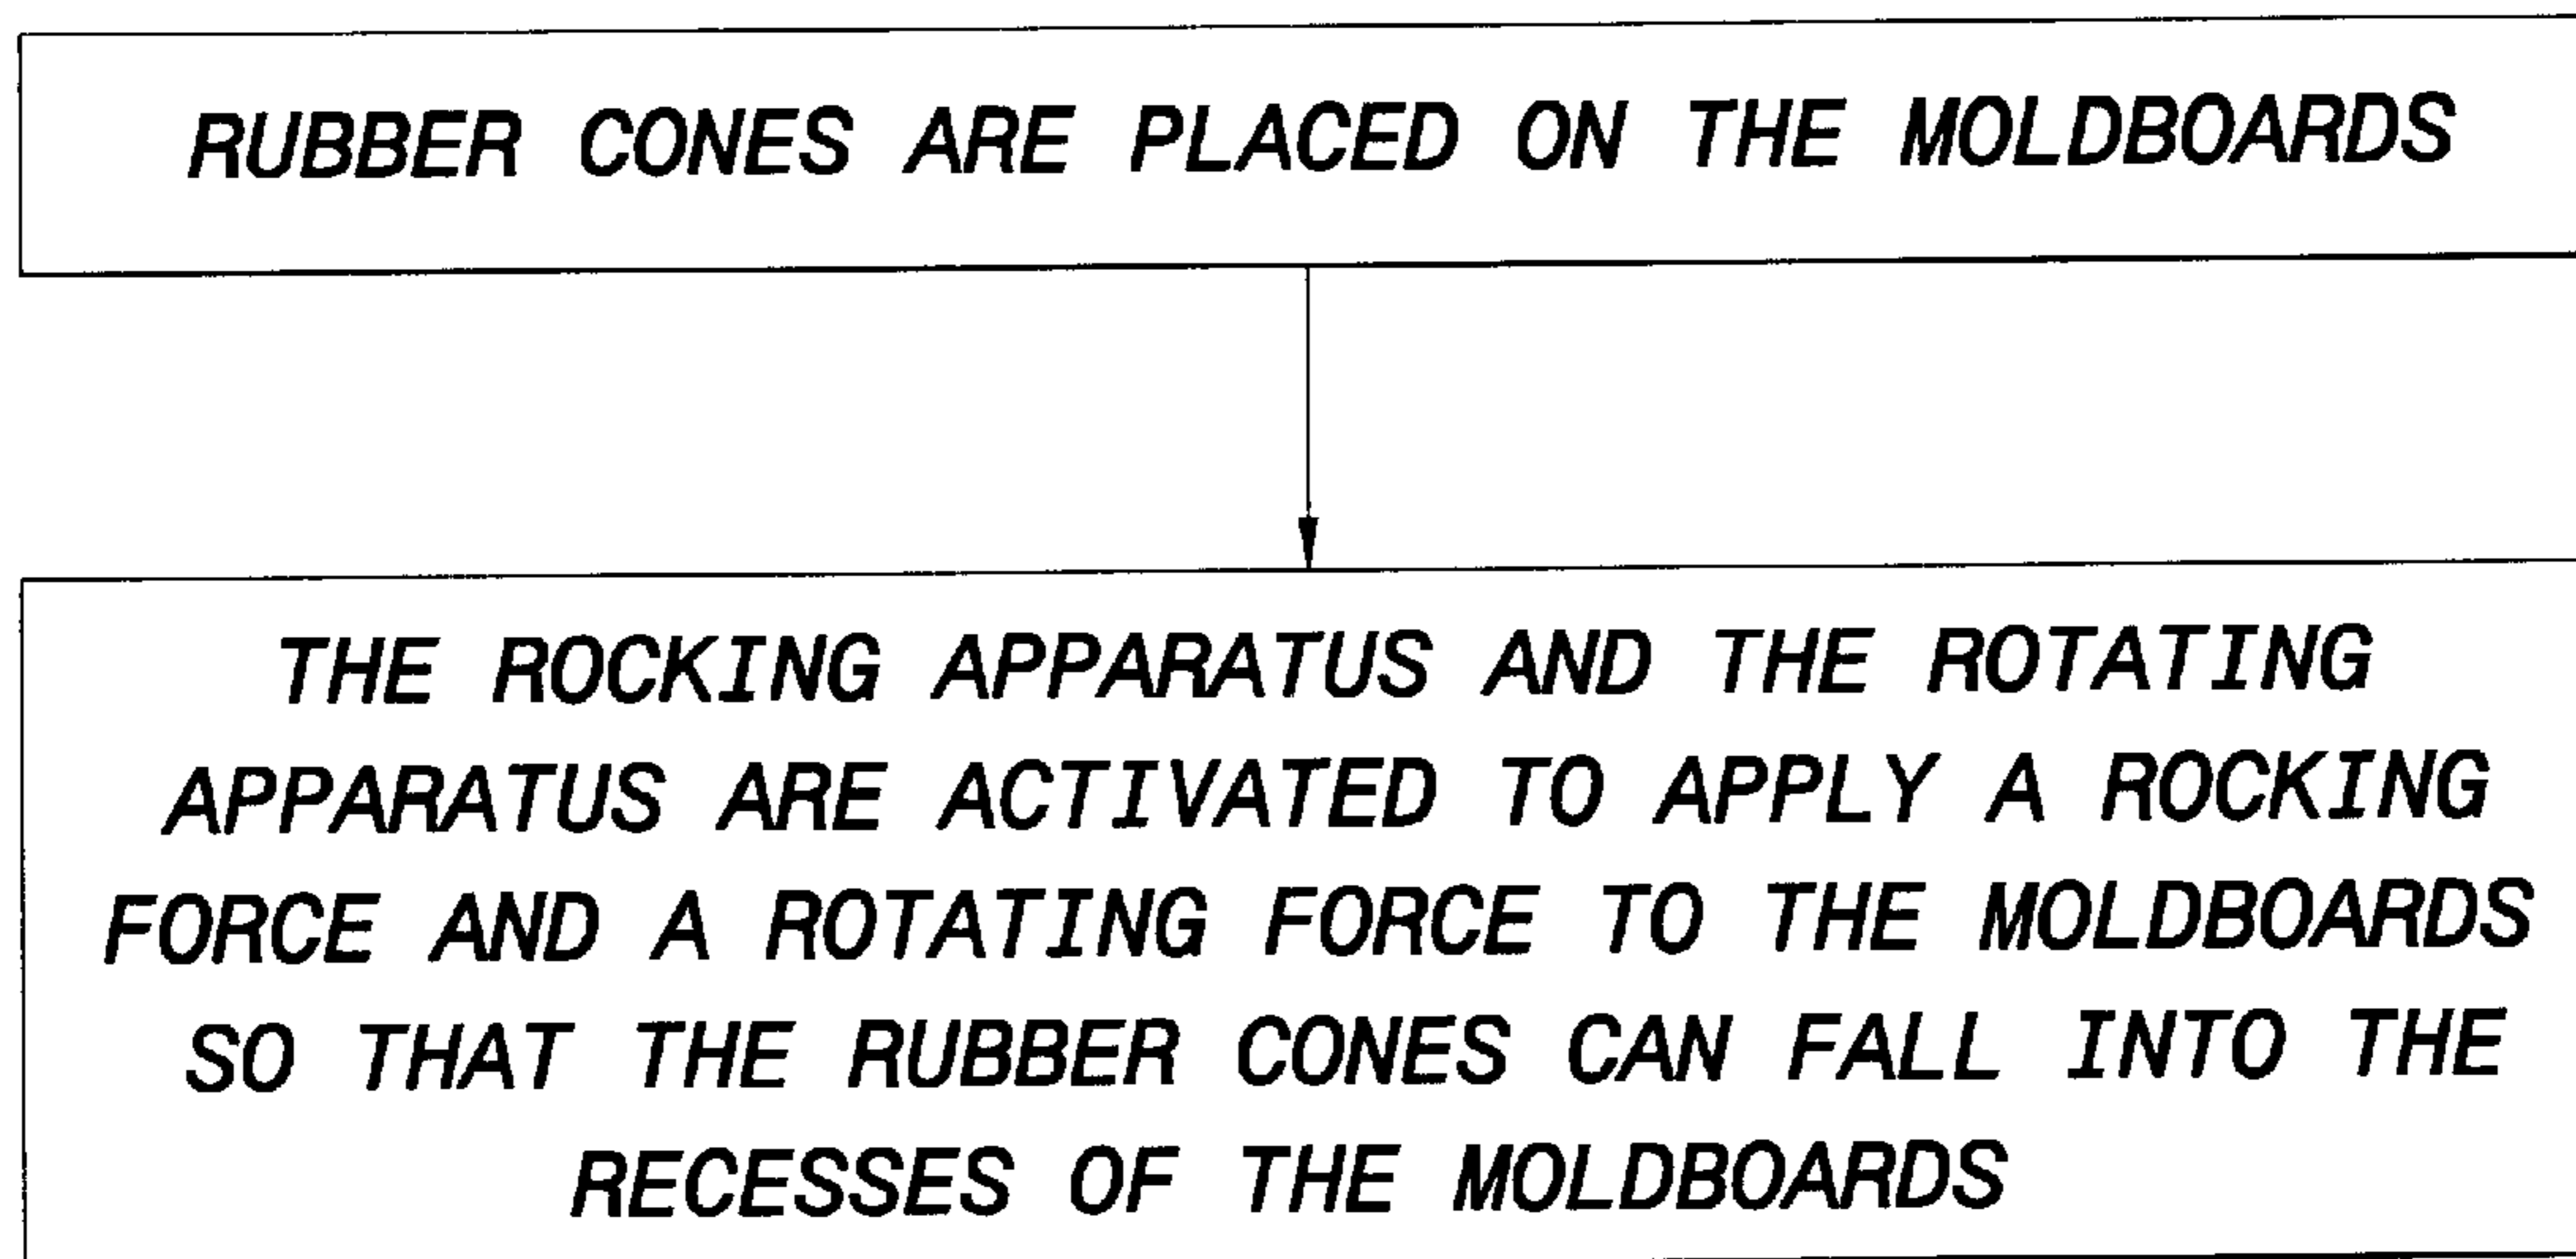 RUBBER CONES ARE PLACED ON THE MOLDBOARDS
THE ROCKING APPARATUS AND THE ROTATING
APPARATUS ARE ACTIVATED TO APPLY A ROCKING
FORCE AND A ROTATING FORCE TO THE MOLDBOARDS
SO THAT THE RUBBER CONES CAN FALL INTO THE
RECESSES OF THE MOLDBOARDS